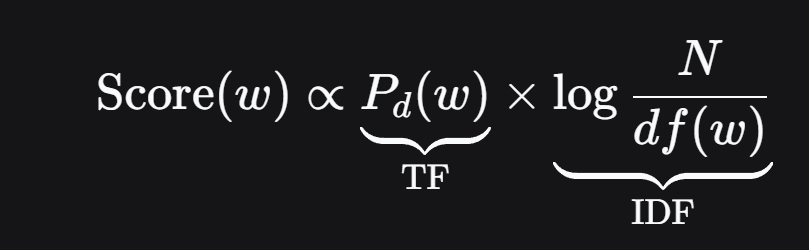 Score(w) ∝ P_d(w) × log N / df(w)
TF
IDF